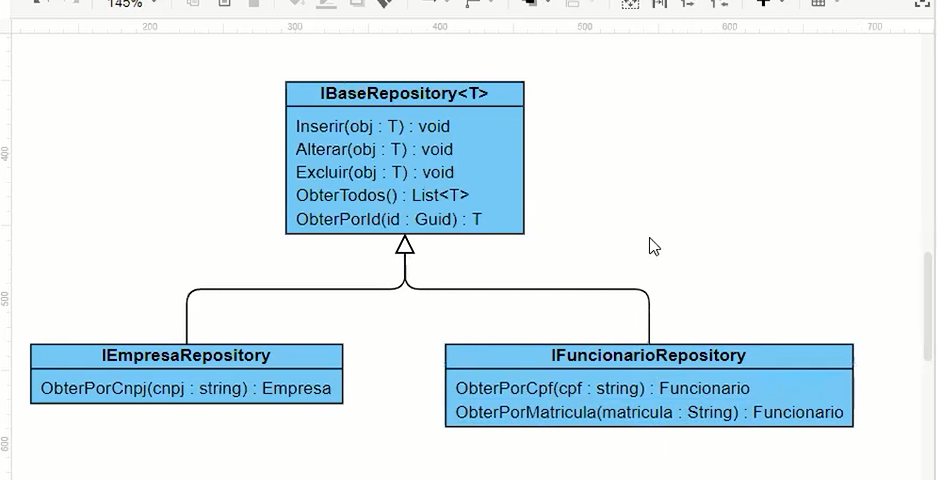 145%
200
300
400
500
600
700
400
500
600
IBaseRepository<T>
Inserir(obj : T) : void
Alterar(obj : T) : void
Excluir(obj : T) : void
ObterTodos() : List<T>
ObterPorId(id : Guid) : T
IEmpresaRepository
ObterPorCnpj(cnpj : string) : Empresa
IFuncionarioRepository
ObterPorCpf(cpf : string) : Funcionario
ObterPorMatricula(matricula : String) : Funcionario